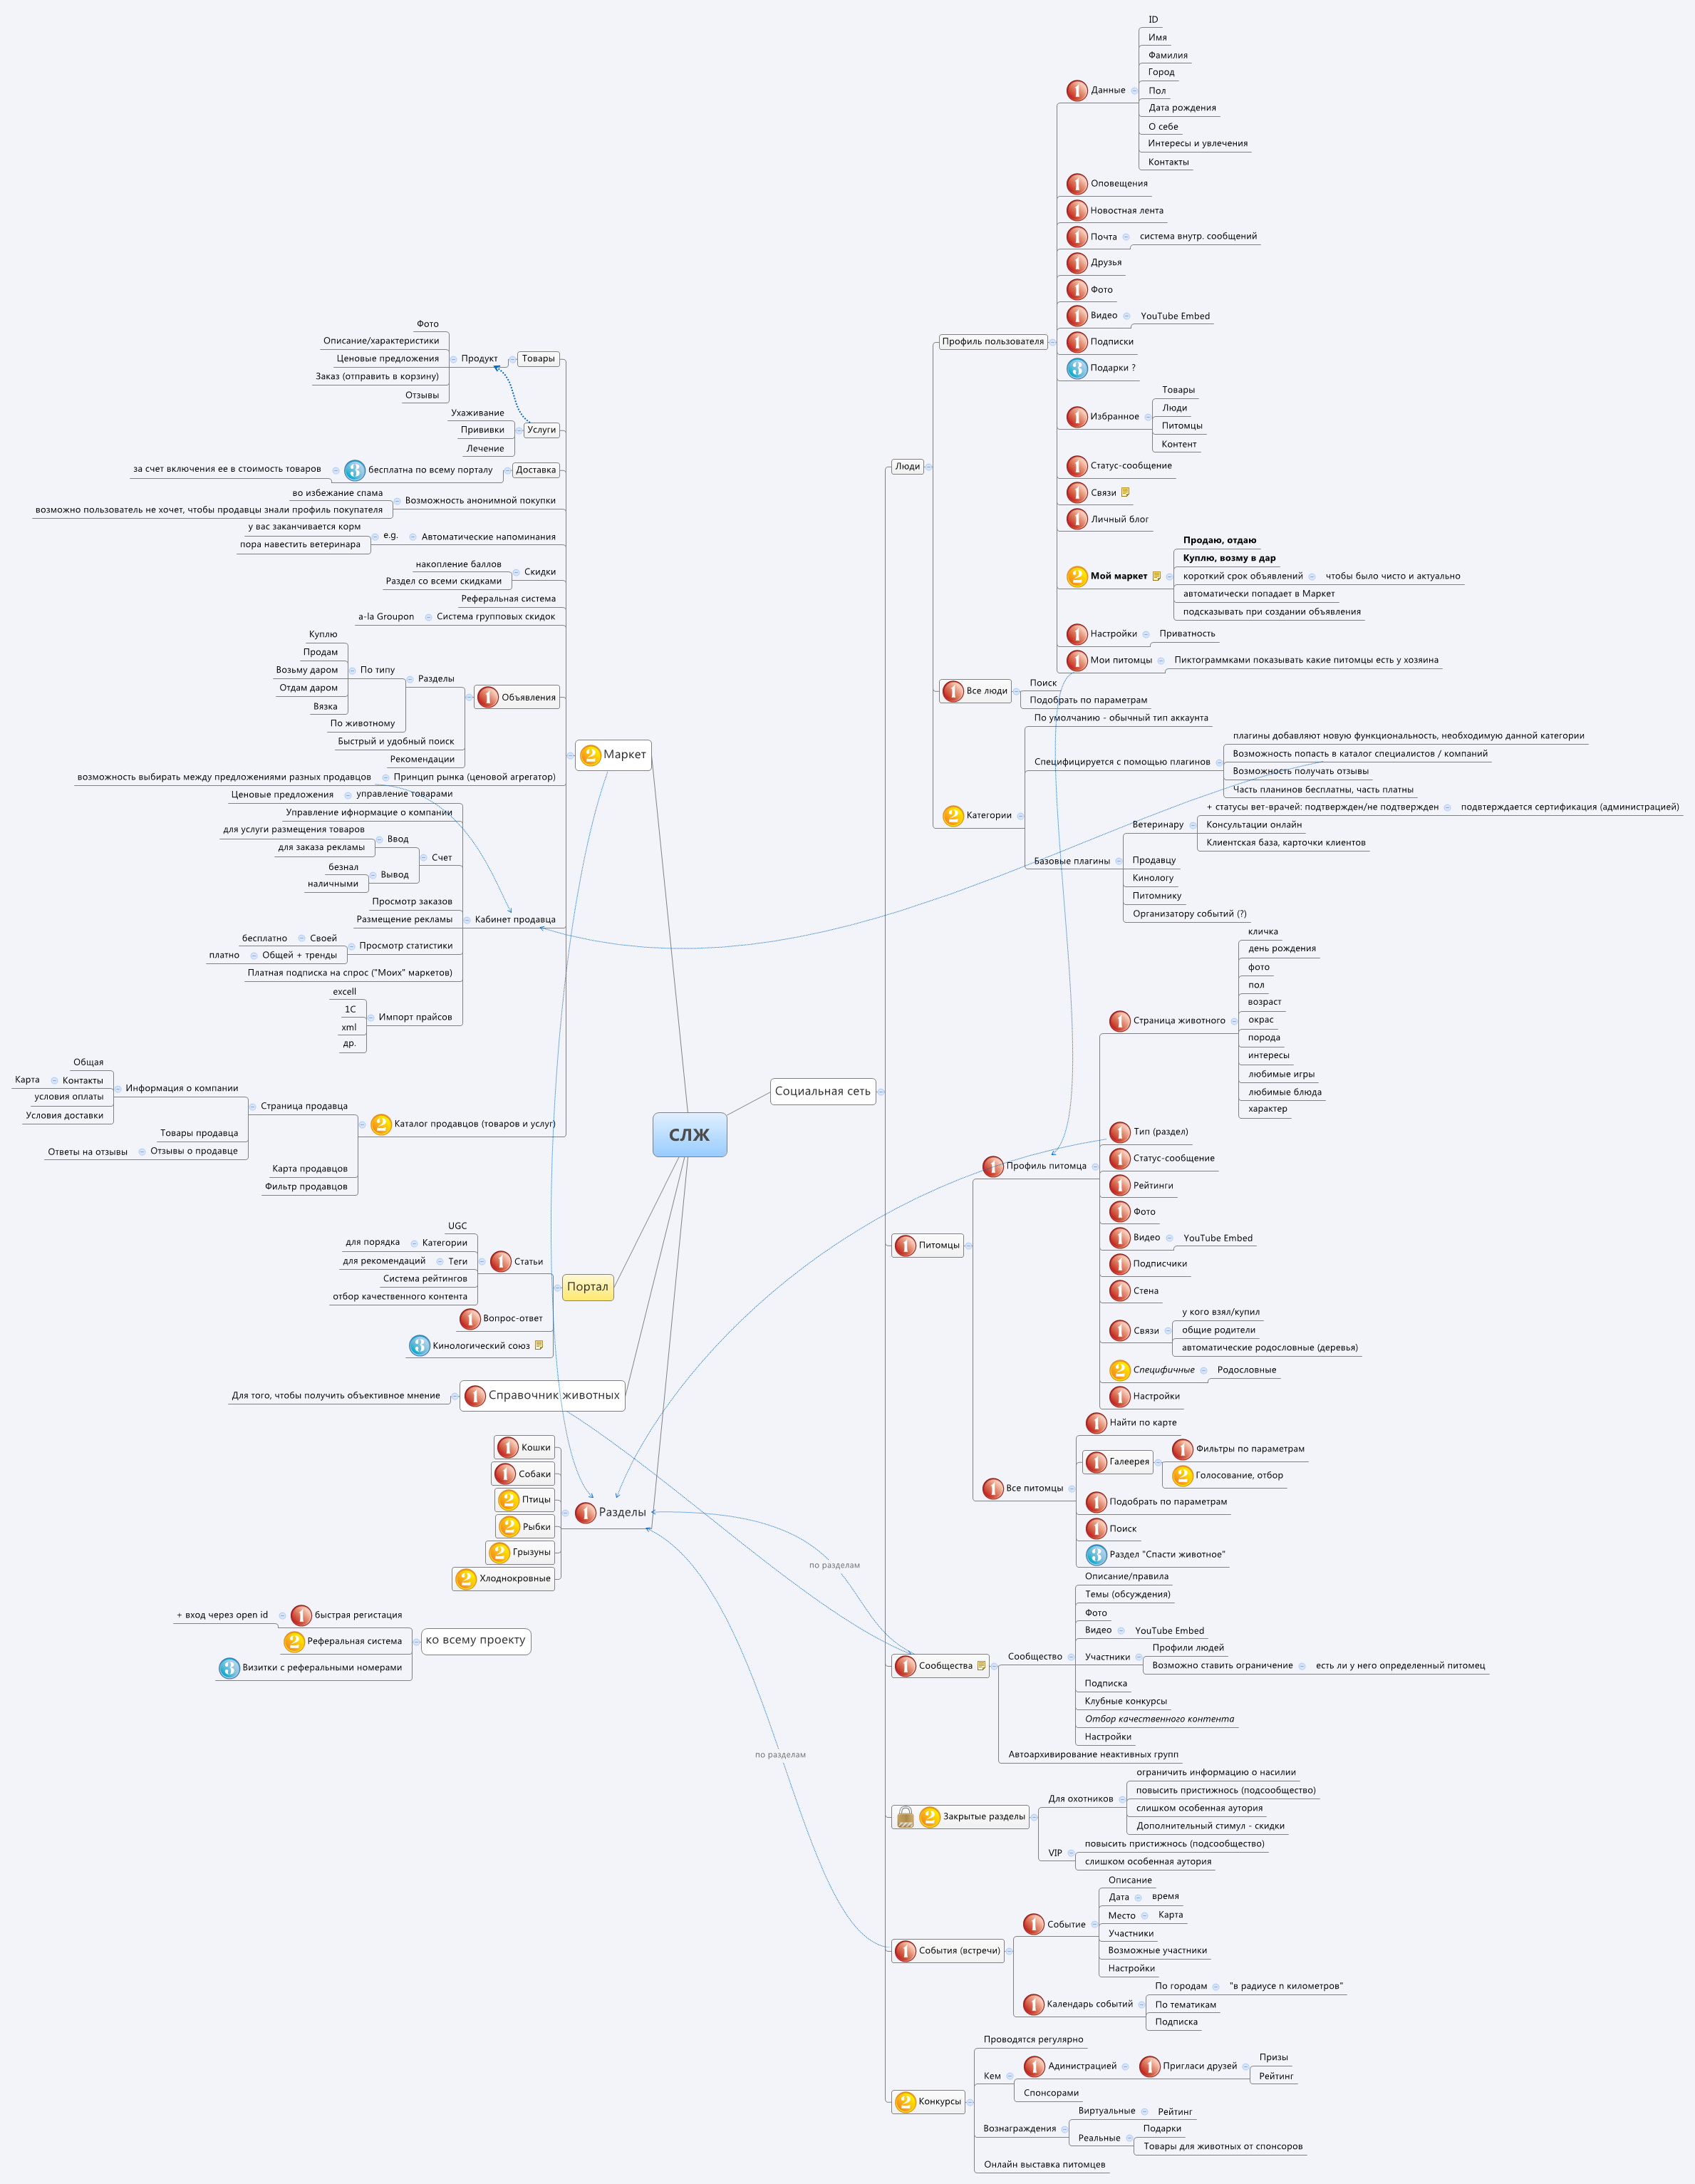 СЛЖ
Социальная сеть
Люди
Профиль пользователя
1 Данные
ID
Имя
Фамилия
Город
Пол
Дата рождения
О себе
Интересы и увлечения
Контакты
1 Оповещения
1 Новостная лента
1 Почта
система внутр. сообщений
1 Друзья
1 Фото
1 Видео
YouTube Embed
1 Подписки
3 Подарки ?
1 Избранное
Товары
Люди
Питомцы
Контент
1 Статус-сообщение
1 Связи
1 Личный блог
2 Мой маркет
Продаю, отдаю
Куплю, возму в дар
короткий срок объявлений
чтобы было чисто и актуально
автоматически попадает в Маркет
подсказывать при создании объявления
1 Настройки
Приватность
1 Мои питомцы
Пиктограммками показывать какие питомцы есть у хозяина
1 Все люди
Поиск
Подобрать по параметрам
2 Категории
По умолчанию - обычный тип аккаунта
Специфицируется с помощью плагинов
плагины добавляют новую функциональность, необходимую данной категории
Возможность попасть в каталог специалистов / компаний
Возможность получать отзывы
Часть планинов бесплатны, часть платны
Базовые плагины
Ветеринару
+ статусы вет-врачей: подтвержден/не подтвержден
подвтерждается сертификация (администрацией)
Консультации онлайн
Клиентская база, карточки клиентов
Продавцу
Кинологу
Питомнику
Организатору событий (?)
1 Питомцы
1 Профиль питомца
1 Страница животного
кличка
день рождения
фото
пол
возраст
окрас
порода
интересы
любимые игры
любимые блюда
характер
1 Тип (раздел)
1 Статус-сообщение
1 Рейтинги
1 Фото
1 Видео
YouTube Embed
1 Подписчики
1 Стена
1 Связи
у кого взял/купил
общие родители
автоматические родословные (деревья)
2 Специфичные
Родословные
1 Настройки
1 Все питомцы
1 Найти по карте
1 Галеерея
1 Фильтры по параметрам
2 Голосование, отбор
1 Подобрать по параметрам
1 Поиск
3 Раздел "Спасти животное"
1 Сообщества
Сообщество
Описание/правила
Темы (обсуждения)
Фото
Видео
YouTube Embed
Участники
Профили людей
Возможно ставить ограничение
есть ли у него определенный питомец
Подписка
Клубные конкурсы
Отбор качественного контента
Настройки
Автоархивирование неактивных групп
2 Закрытые разделы
Для охотников
ограничить информацию о насилии
повысить пристижнось (подсообщество)
слишком особенная аутория
Дополнительный стимул - скидки
VIP
повысить пристижнось (подсообщество)
слишком особенная аутория
1 События (встречи)
1 Событие
Описание
Дата
время
Место
Карта
Участники
Возможные участники
Настройки
1 Календарь событий
По городам
"в радиусе n километров"
По тематикам
Подписка
2 Конкурсы
Проводятся регулярно
Кем
1 Адинистрацией
1 Пригласи друзей
Призы
Рейтинг
Спонсорами
Вознаграждения
Виртуальные
Рейтинг
Реальные
Подарки
Товары для животных от спонсоров
Онлайн выставка питомцев
2 Маркет
Товары
Продукт
Фото
Описание/характеристики
Ценовые предложения
Заказ (отправить в корзину)
Отзывы
Услуги
Ухаживание
Прививки
Лечение
Доставка
3 бесплатна по всему порталу
за счет включения ее в стоимость товаров
Возможность анонимной покупки
во избежание спама
возможно пользователь не хочет, чтобы продавцы знали профиль покупателя
Автоматические напоминания
e.g.
у вас заканчивается корм
пора навестить ветеринара
Скидки
накопление баллов
Раздел со всеми скидками
Реферальная система
Система групповых скидок
a-la Groupon
1 Объявления
Разделы
По типу
Куплю
Продам
Возьму даром
Отдам даром
Вязка
По животному
Быстрый и удобный поиск
Рекомендации
Принцип рынка (ценовой агрегатор)
возможность выбирать между предложениями разных продавцов
Кабинет продавца
управление товарами
Ценовые предложения
Управление ифнормацие о компании
Счет
Ввод
для услуги размещения товаров
для заказа рекламы
Вывод
безнал
наличными
Просмотр заказов
Размещение рекламы
Просмотр статистики
Своей
бесплатно
Общей + тренды
платно
Платная подписка на спрос ("Моих" маркетов)
Импорт прайсов
excell
1C
xml
др.
2 Каталог продавцов (товаров и услуг)
Страница продавца
Информация о компании
Общая
Контакты
Карта
условия оплаты
Условия доставки
Товары продавца
Отзывы о продавце
Ответы на отзывы
Карта продавцов
Фильтр продавцов
Портал
1 Статьи
UGC
Категории
для порядка
Теги
для рекомендаций
Система рейтингов
отбор качественного контента
1 Вопрос-ответ
3 Кинологический союз
1 Справочник животных
Для того, чтобы получить объективное мнение
1 Разделы
1 Кошки
1 Собаки
2 Птицы
2 Рыбки
2 Грызуны
2 Хлоднокровные
по разделам
по разделам
ко всему проекту
1 быстрая регистация
+ вход через open id
2 Реферальная система
3 Визитки с реферальными номерами